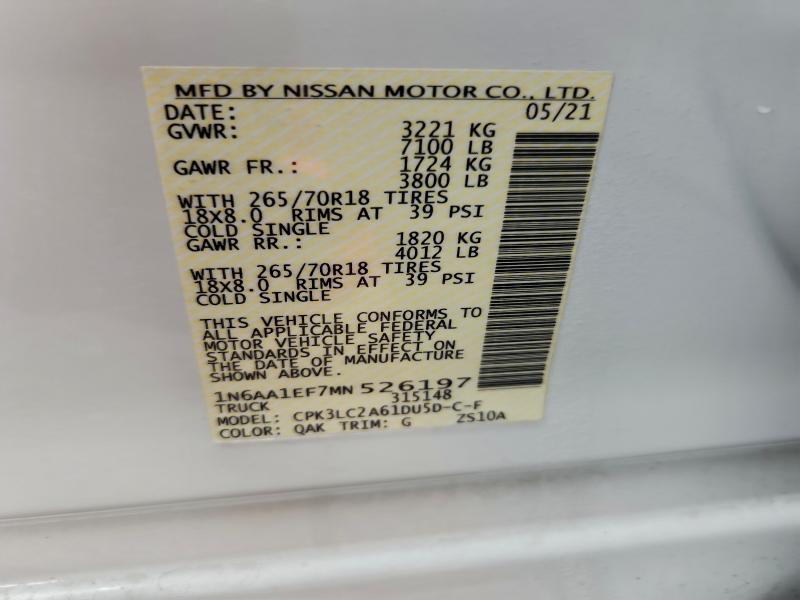 MFD BY NISSAN MOTOR CO., LTD.
DATE: 05/21
GVWR: 3221 KG
7100 LB
GAWR FR.: 1724 KG
3800 LB
WITH 265/70R18 TIRES
18X8.0 RIMS AT 39 PSI
COLD SINGLE
GAWR RR.: 1820 KG
4012 LB
WITH 265/70R18 TIRES
18X8.0 RIMS AT 39 PSI
COLD SINGLE
THIS VEHICLE CONFORMS TO
ALL APPLICABLE FEDERAL
MOTOR VEHICLE SAFETY
STANDARDS IN EFFECT ON
THE DATE OF MANUFACTURE
SHOWN ABOVE.
1N6AA1EF7MN 526197
TRUCK 315148
MODEL: CPK3LC2A61DU5D-C-F
COLOR: QAK TRIM: G ZS10A